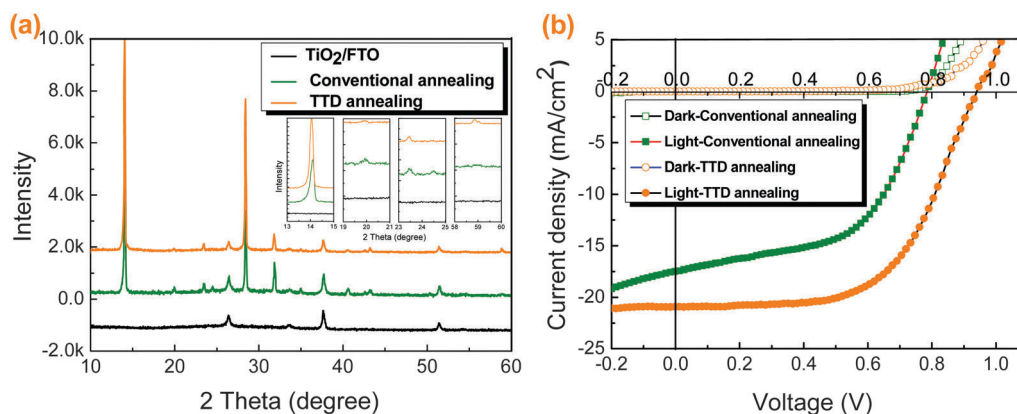 (a)
10.0k
8.0k
6.0k
4.0k
2.0k
0.0
-2.0k
Intensity
TiO2/FTO
Conventional annealing
TTD annealing
Intensity
13 14 15
19 20 21
23 24 25
58 59 60
2 Theta (degree)
10 20 30 40 50 60
2 Theta (degree)
(b)
5
0
-5
-10
-15
-20
-25
Current density (mA/cm2)
-0.2 0.0 0.2 0.4 0.6 0.8 1.0
Dark-Conventional annealing
Light-Conventional annealing
Dark-TTD annealing
Light-TTD annealing
-0.2 0.0 0.2 0.4 0.6 0.8 1.0
Voltage (V)